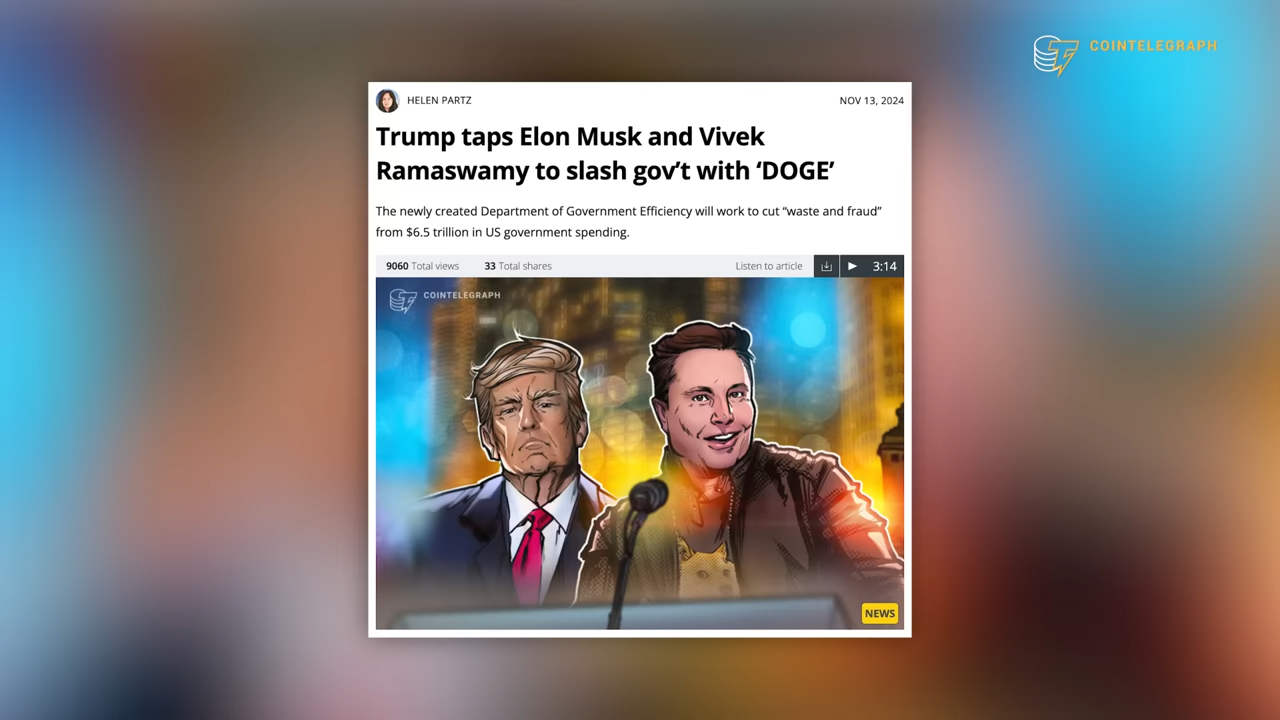 COINTELEGRAPH
HELEN PARTZ
NOV 13, 2024
Trump taps Elon Musk and Vivek
Ramaswamy to slash gov’t with ‘DOGE’
The newly created Department of Government Efficiency will work to cut “waste and fraud”
from $6.5 trillion in US government spending.
9060 Total views 33 Total shares Listen to article 3:14
COINTELEGRAPH
NEWS